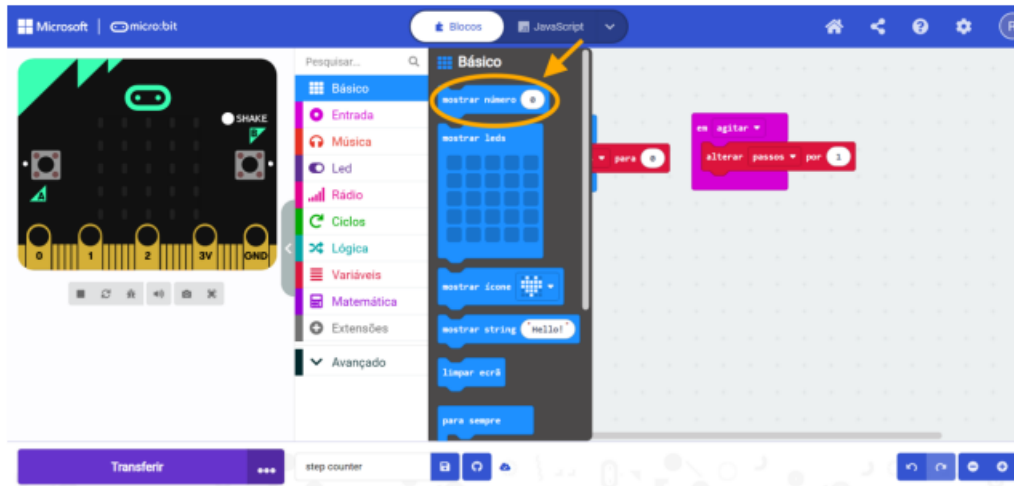 Microsoft
micro:bit
Blocos
JavaScript
Pesquisar...
Básico
Entrada
Música
Led
Rádio
Ciclos
Lógica
Variáveis
Matemática
Extensões
Avançado
Básico
mostrar número 0
mostrar leds
mostrar ícone
mostrar string "Hello!"
limpar ecrã
para sempre
para 0
em agitar
alterar passos por 1
SHAKE
B
A
0 1 2 3V GND
Transferir
step counter